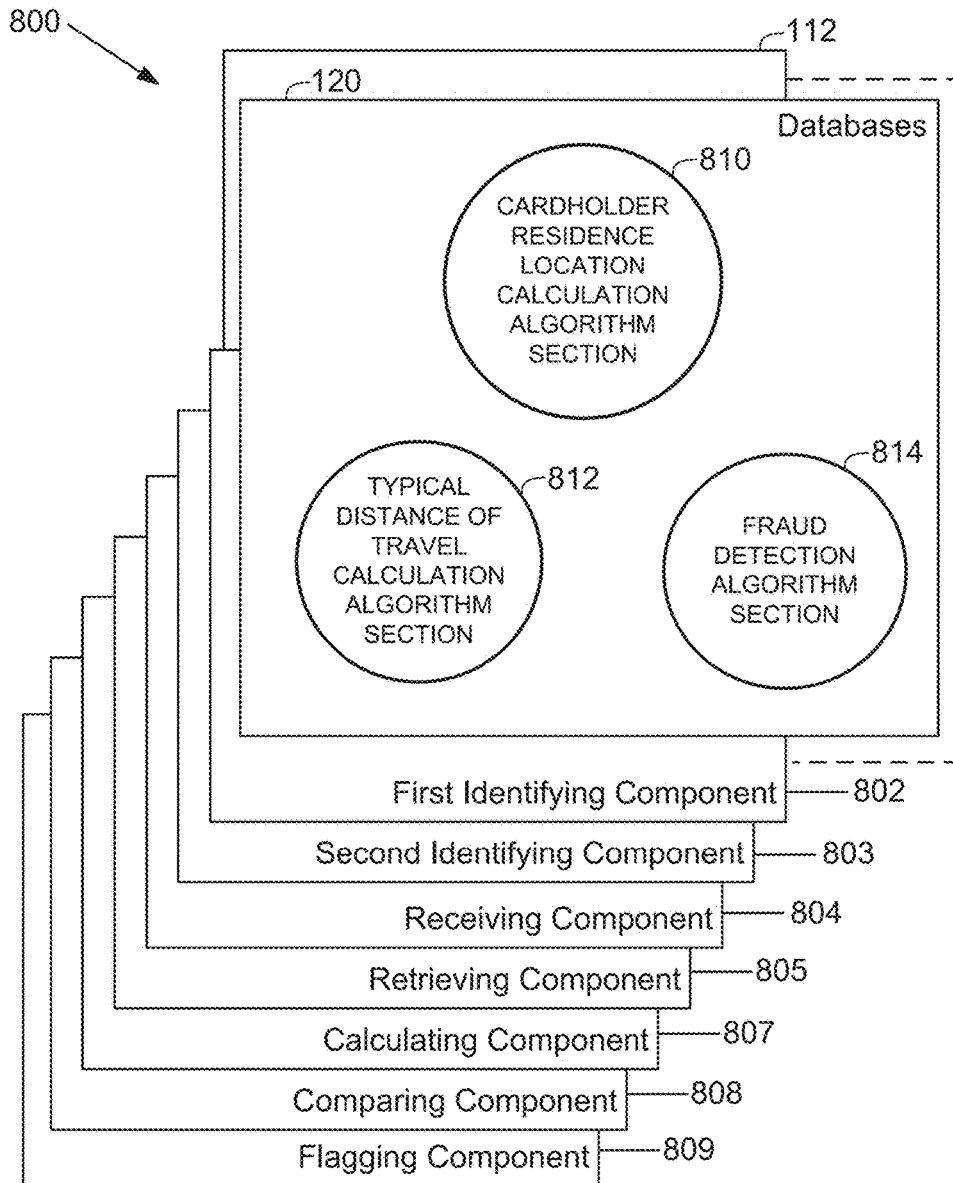 800
112
120
Databases
810
CARDHOLDER
RESIDENCE
LOCATION
CALCULATION
ALGORITHM
SECTION
812
TYPICAL
DISTANCE OF
TRAVEL
CALCULATION
ALGORITHM
SECTION
814
FRAUD
DETECTION
ALGORITHM
SECTION
First Identifying Component 802
Second Identifying Component 803
Receiving Component 804
Retrieving Component 805
Calculating Component 807
Comparing Component 808
Flagging Component 809